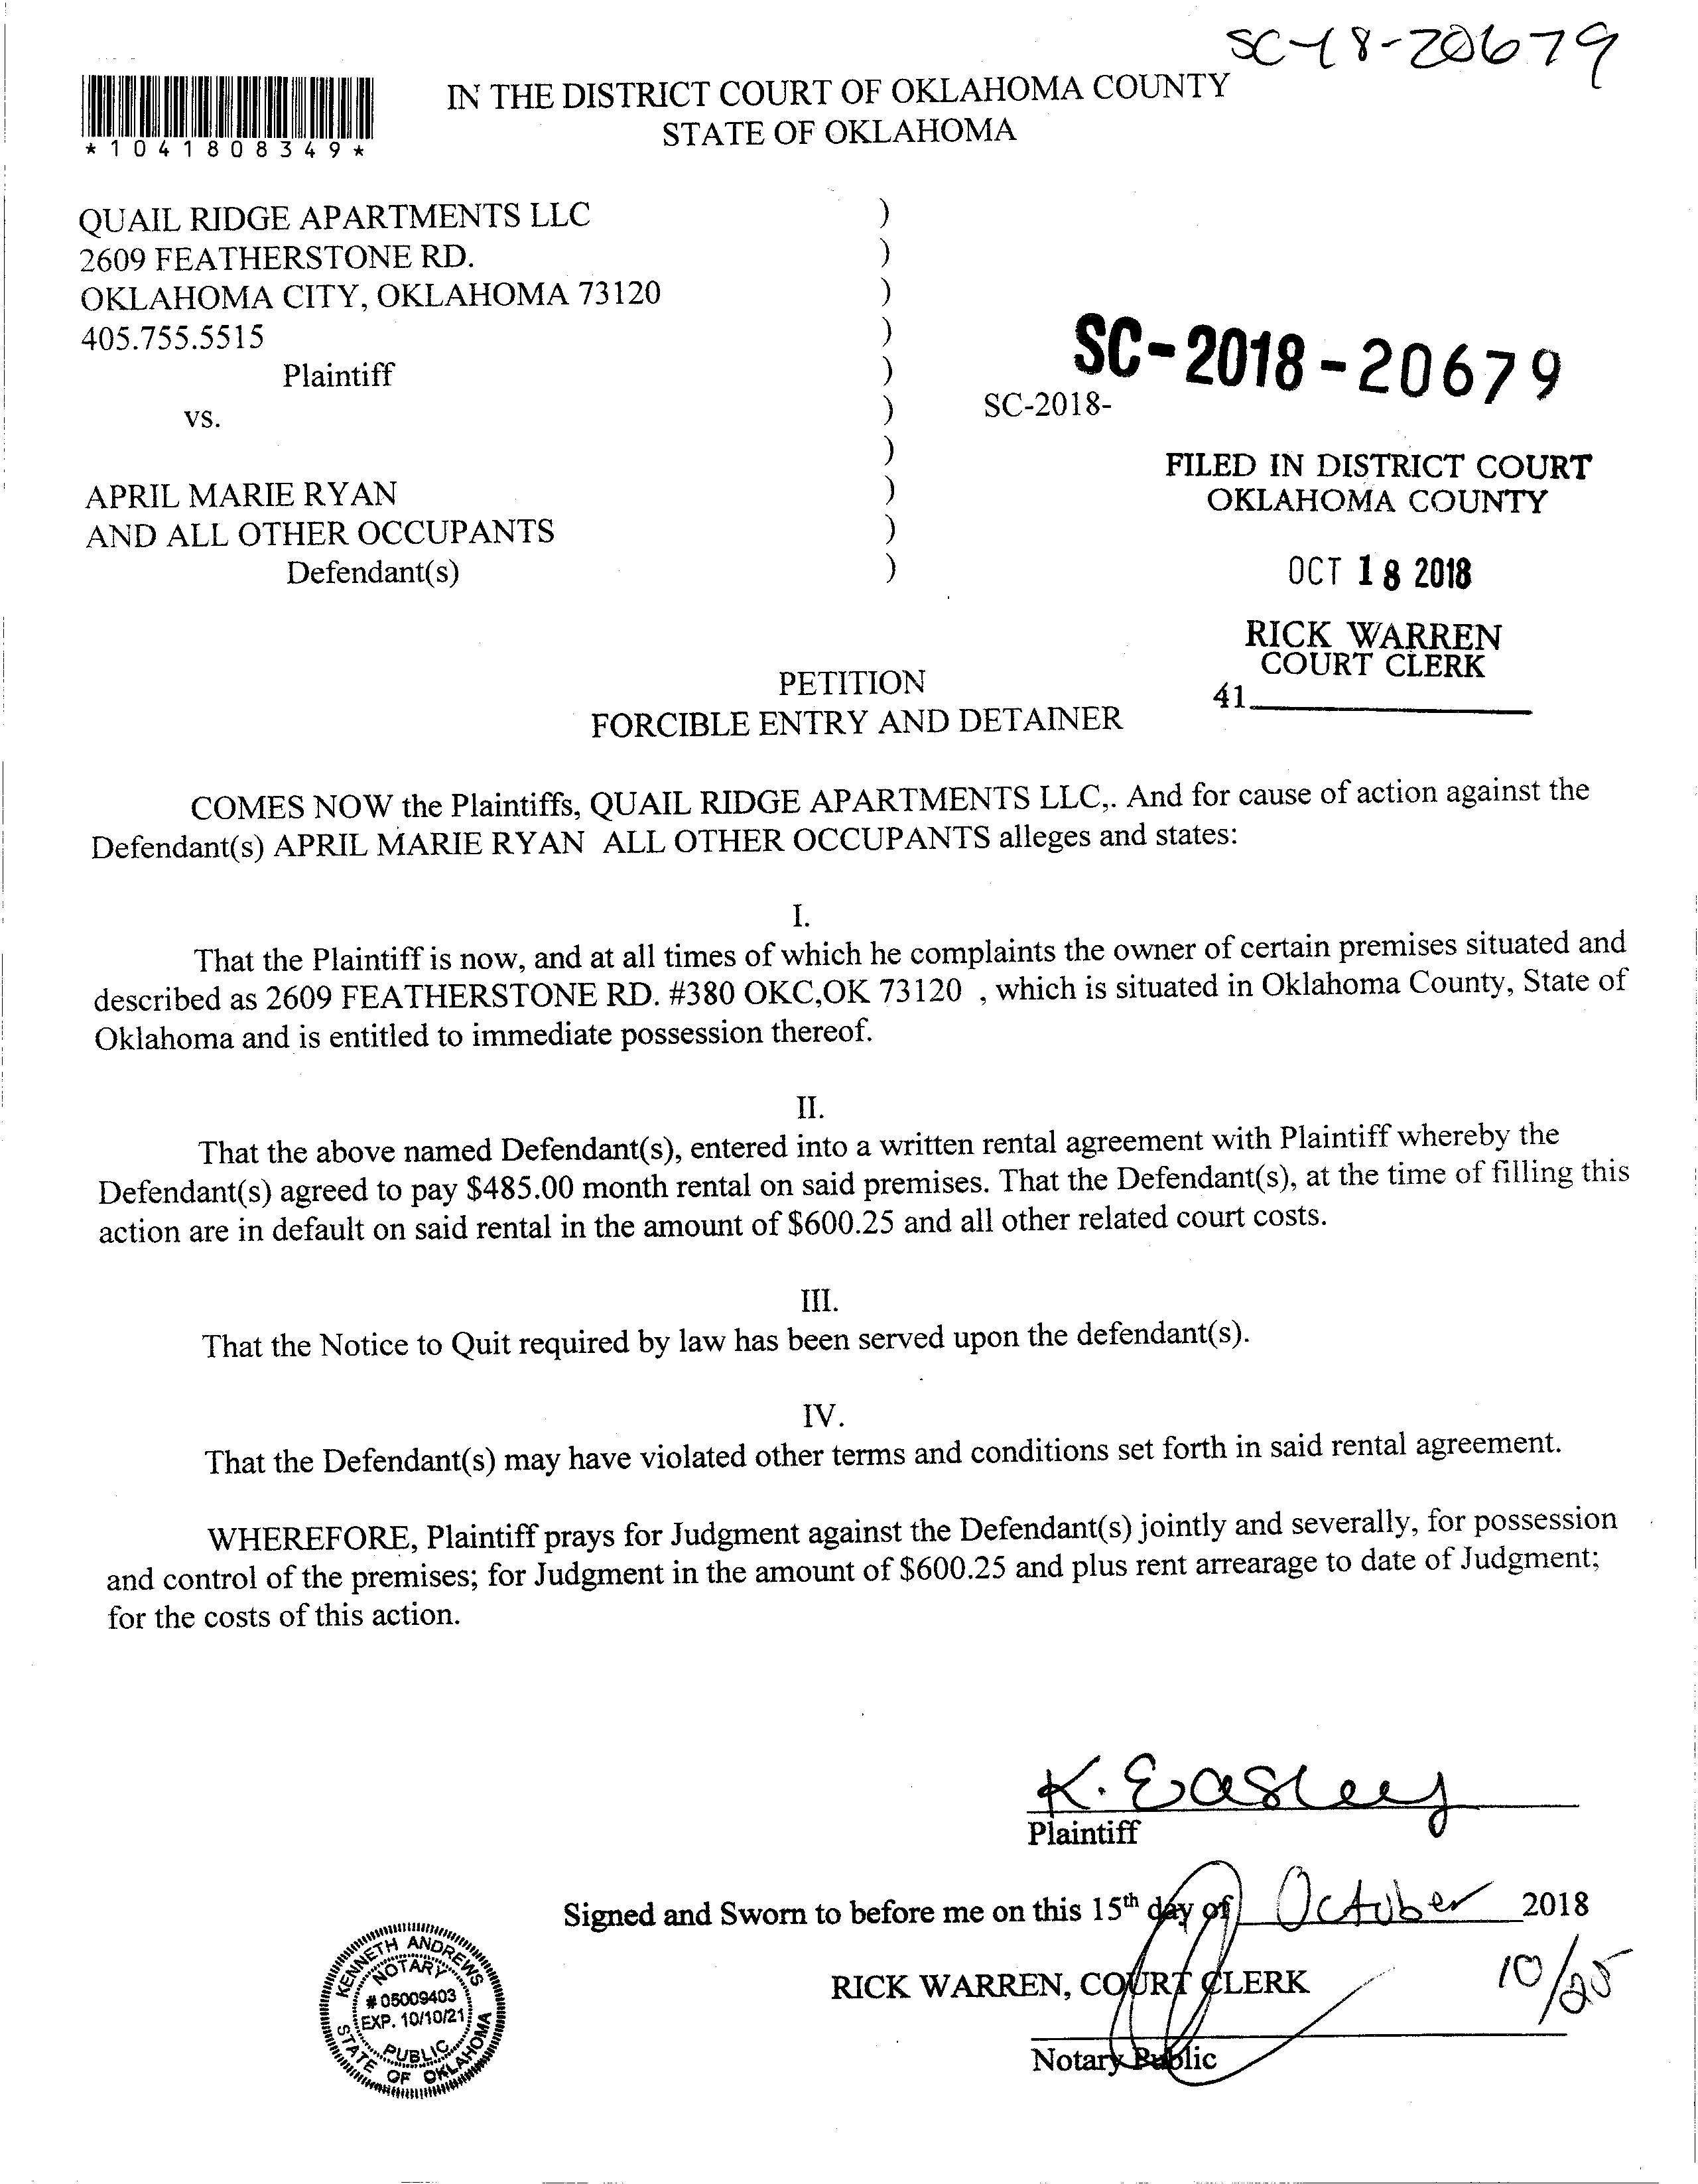 SC-18-20679
*1041808349*
IN THE DISTRICT COURT OF OKLAHOMA COUNTY
STATE OF OKLAHOMA
QUAIL RIDGE APARTMENTS LLC )
2609 FEATHERSTONE RD. )
OKLAHOMA CITY, OKLAHOMA 73120 )
405.755.5515 )
Plaintiff )
SC-2018-20679
vs. ) SC-2018-
)
FILED IN DISTRICT COURT
OKLAHOMA COUNTY
APRIL MARIE RYAN )
AND ALL OTHER OCCUPANTS )
Defendant(s) )
OCT 18 2018
RICK WARREN
COURT CLERK
41
PETITION
FORCIBLE ENTRY AND DETAINER
COMES NOW the Plaintiffs, QUAIL RIDGE APARTMENTS LLC,. And for cause of action against the
Defendant(s) APRIL MARIE RYAN ALL OTHER OCCUPANTS alleges and states:
I.
That the Plaintiff is now, and at all times of which he complaints the owner of certain premises situated and
described as 2609 FEATHERSTONE RD. #380 OKC,OK 73120 , which is situated in Oklahoma County, State of
Oklahoma and is entitled to immediate possession thereof.
II.
That the above named Defendant(s), entered into a written rental agreement with Plaintiff whereby the
Defendant(s) agreed to pay $485.00 month rental on said premises. That the Defendant(s), at the time of filling this
action are in default on said rental in the amount of $600.25 and all other related court costs.
III.
That the Notice to Quit required by law has been served upon the defendant(s).
IV.
That the Defendant(s) may have violated other terms and conditions set forth in said rental agreement.
WHEREFORE, Plaintiff prays for Judgment against the Defendant(s) jointly and severally, for possession
and control of the premises; for Judgment in the amount of $600.25 and plus rent arrearage to date of Judgment;
for the costs of this action.
K. Easley
Plaintiff
Signed and Sworn to before me on this 15th day of October 2018
RICK WARREN, COURT CLERK
10/25
Notary Public
KENNETH ANDREWS
NOTARY
# 05009403
EXP. 10/10/21
PUBLIC
STATE OF OKLAHOMA